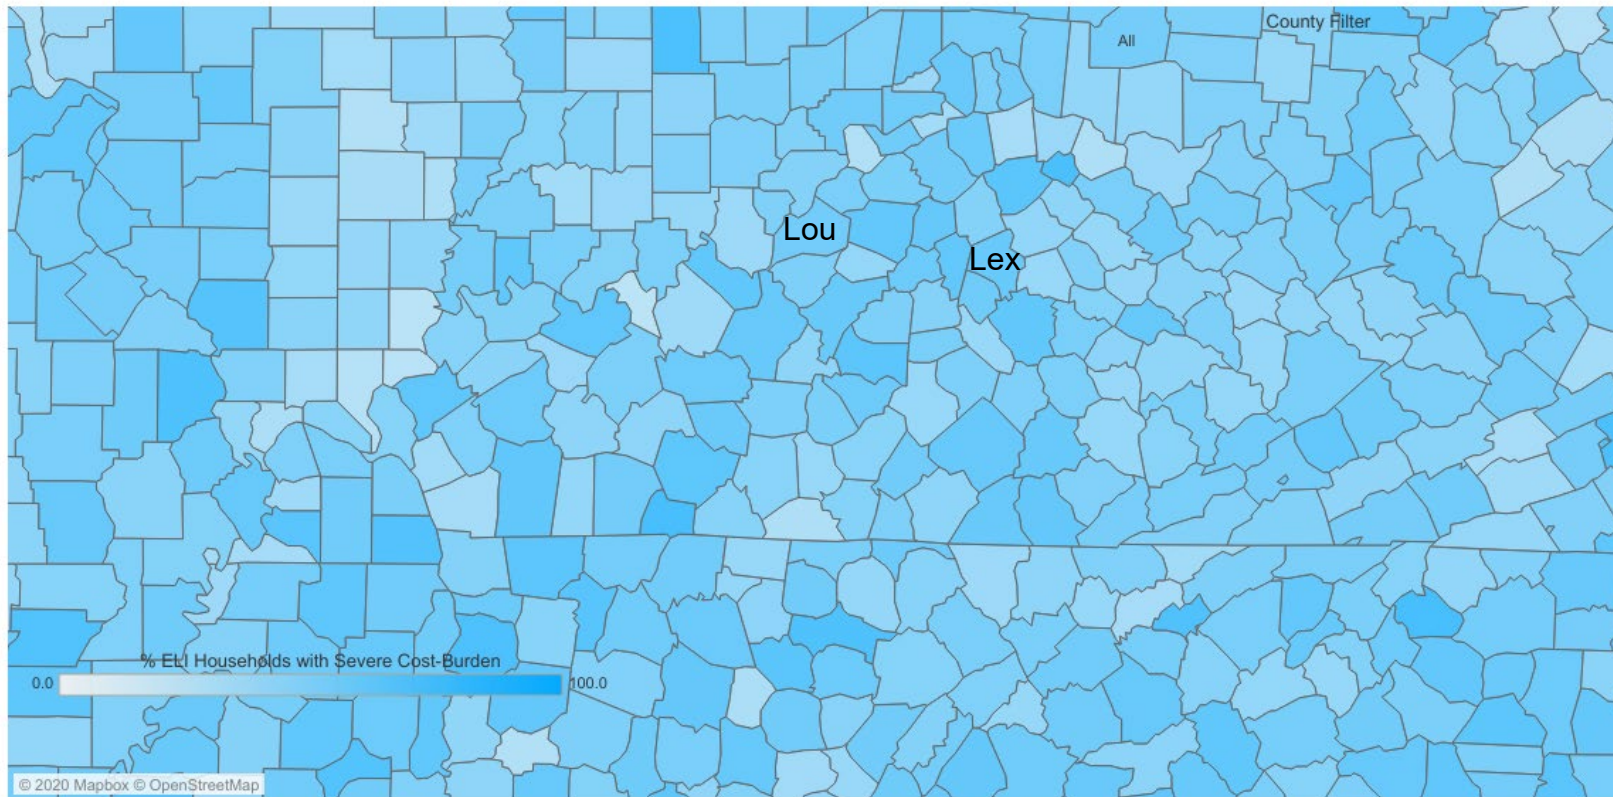 County Filter
All
Lou
Lex
% ELI Households with Severe Cost-Burden
0.0
100.0
© 2020 Mapbox © OpenStreetMap